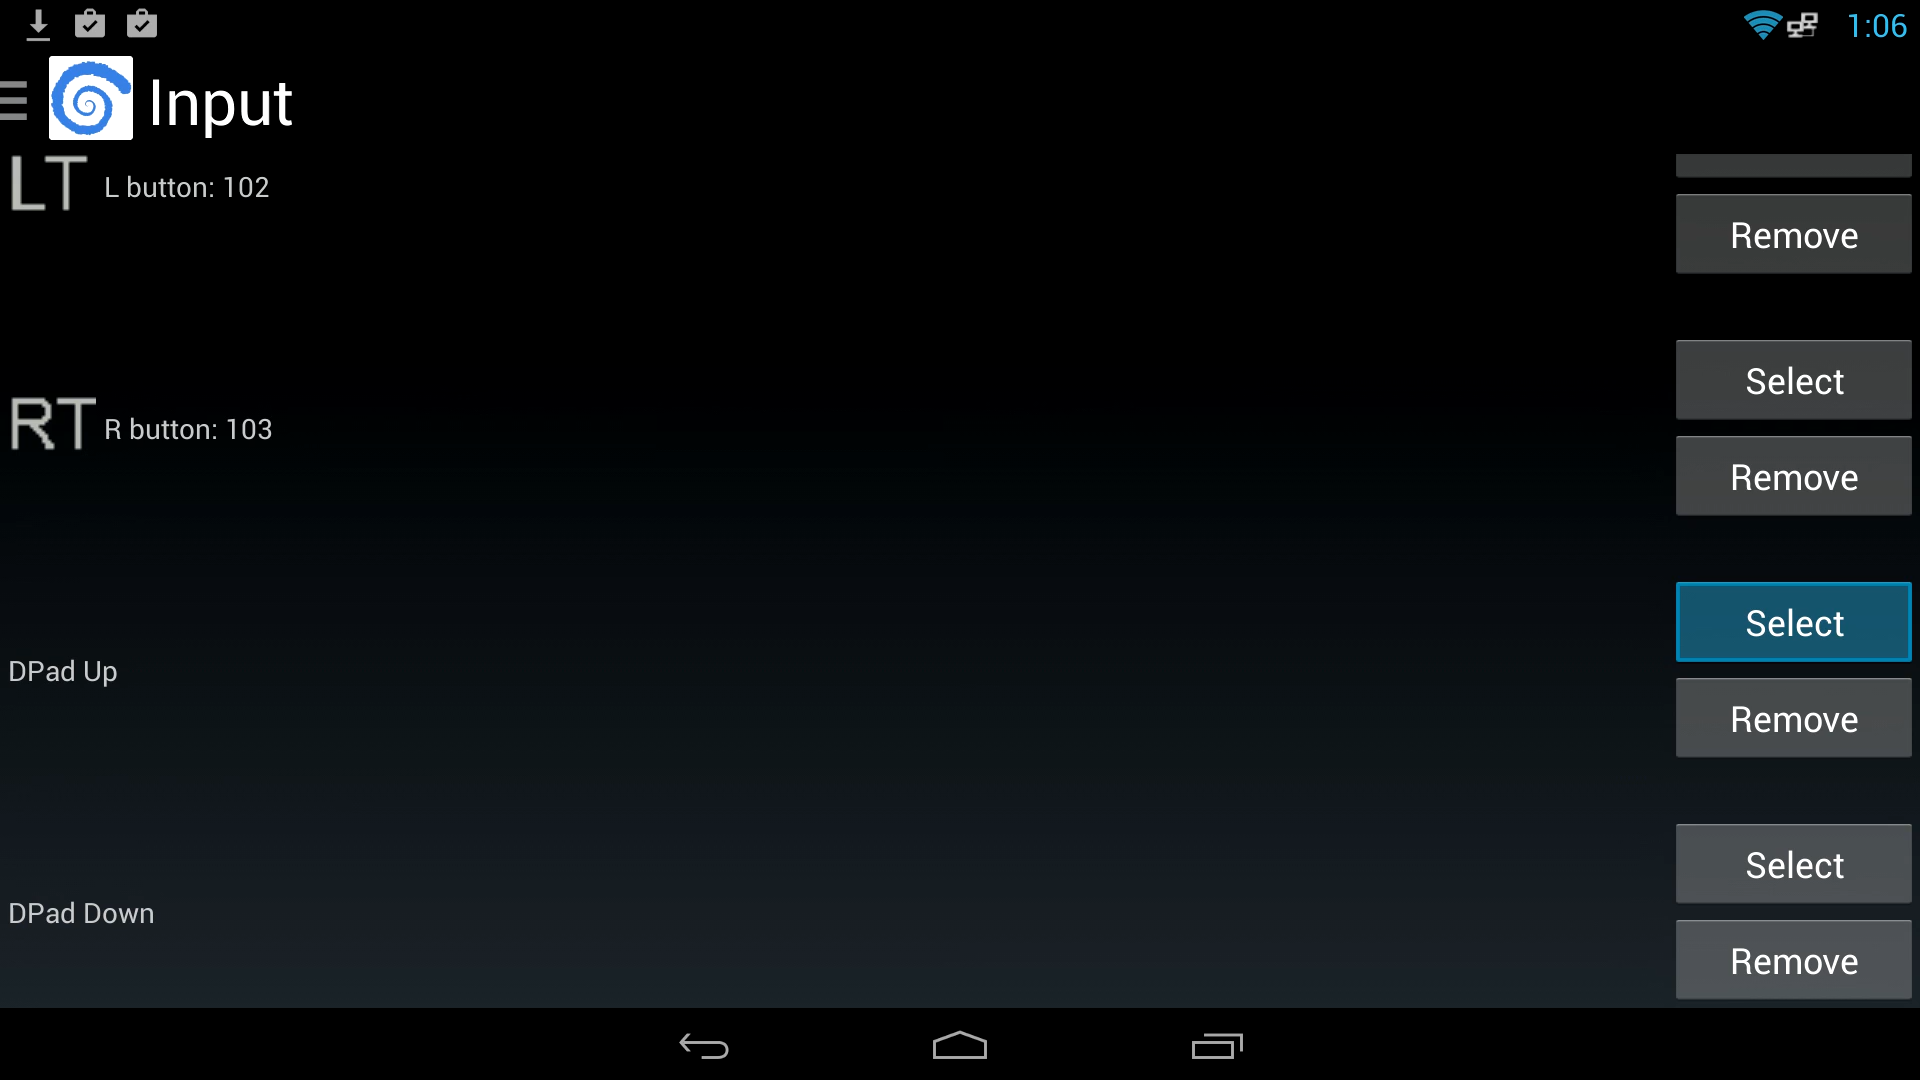 1:06
Input
LT L button: 102
Remove
Select
RT R button: 103
Remove
Select
DPad Up
Remove
Select
DPad Down
Remove